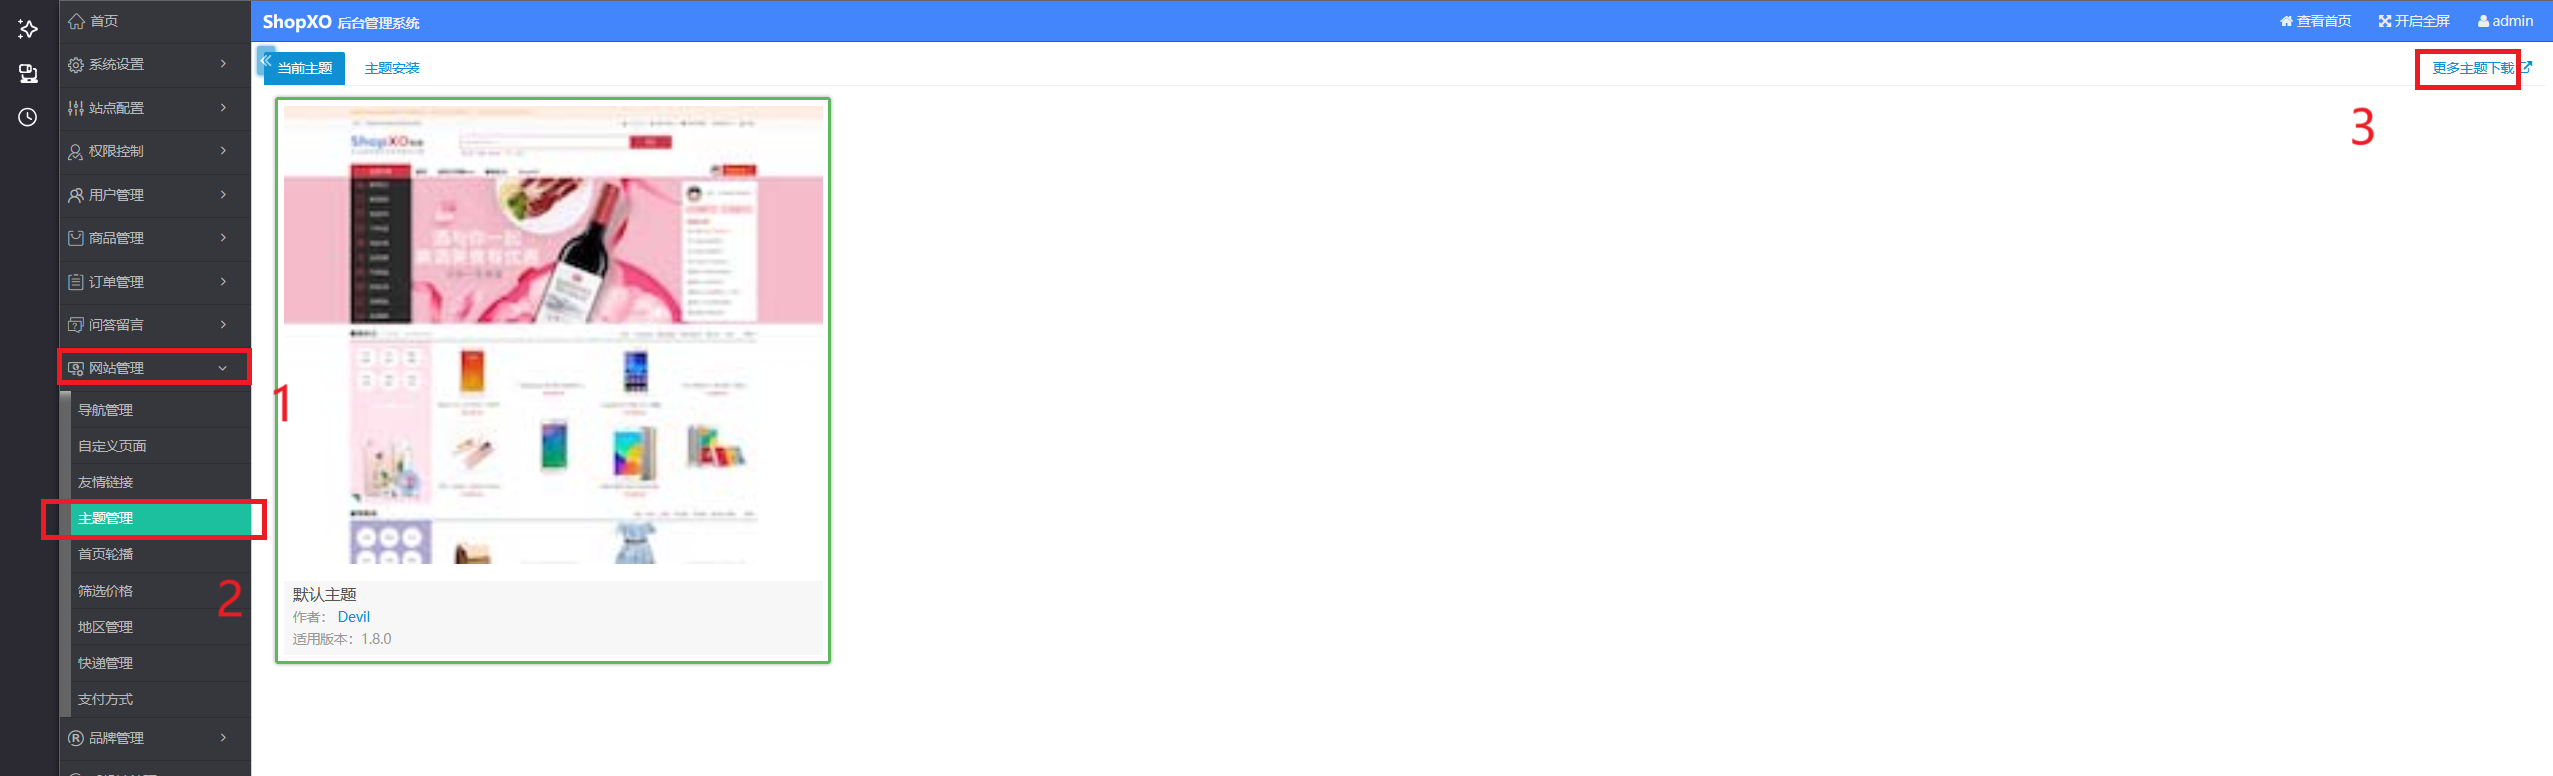 首页
系统设置
站点配置
权限控制
用户管理
商品管理
订单管理
问答留言
网站管理
导航管理
自定义页面
友情链接
主题管理
首页轮播
筛选价格
地区管理
快递管理
支付方式
品牌管理
1
2
ShopXO 后台管理系统
查看首页 开启全屏 admin
当前主题 主题安装
更多主题下载
3
ShopXO
默认主题
作者： Devil
适用版本：1.8.0